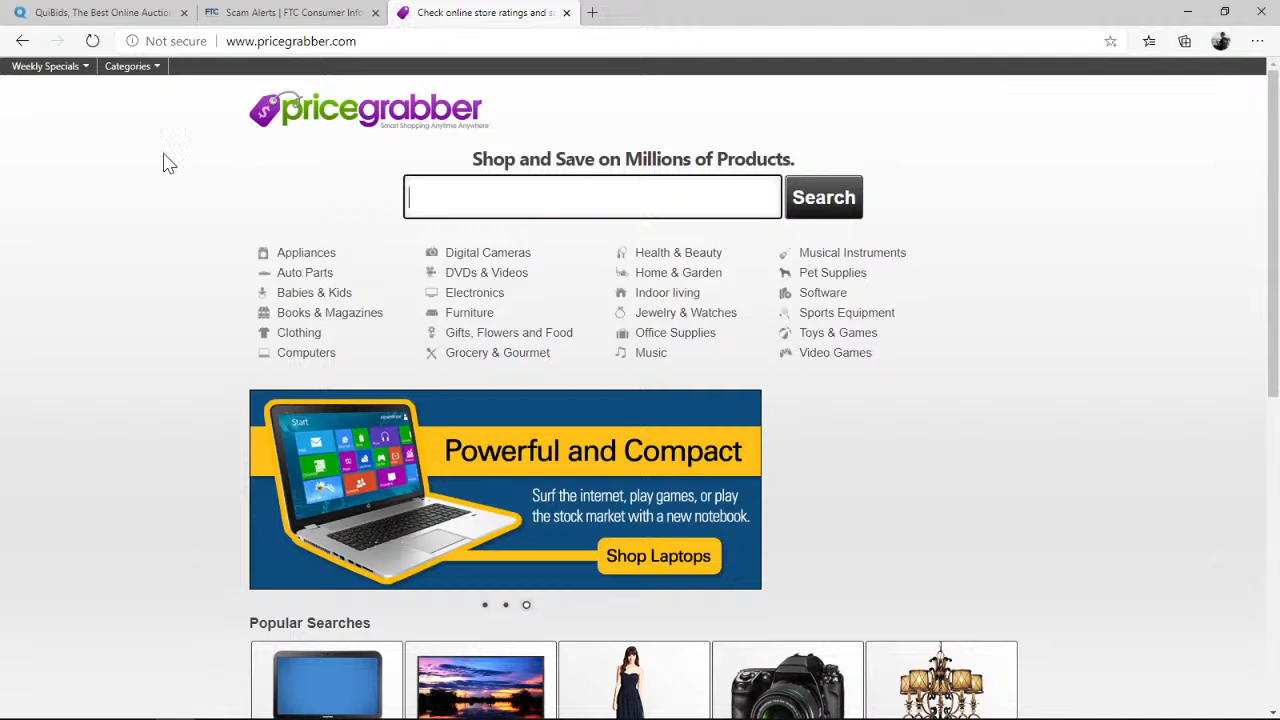 QuiBids, The Best Online Auction
FTC Scam Alerts | FTC Consumer Info
Check online store ratings and s
Not secure www.pricegrabber.com
Weekly Specials Categories
pricegrabber
Smart Shopping Anytime Anywhere
Shop and Save on Millions of Products.
Search
Appliances Digital Cameras Health & Beauty Musical Instruments
Auto Parts DVDs & Videos Home & Garden Pet Supplies
Babies & Kids Electronics Indoor living Software
Books & Magazines Furniture Jewelry & Watches Sports Equipment
Clothing Gifts, Flowers and Food Office Supplies Toys & Games
Computers Grocery & Gourmet Music Video Games
Start
Powerful and Compact
Surf the internet, play games, or play
the stock market with a new notebook.
Shop Laptops
Popular Searches